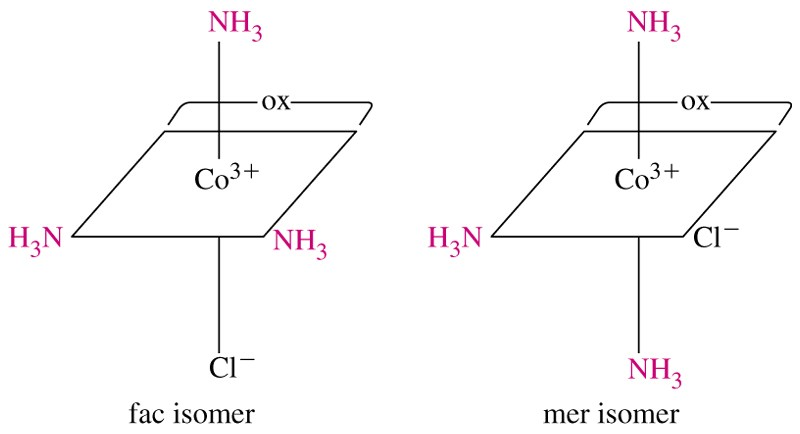 NH₃ NH₃
ox ox
Co³⁺ Co³⁺
H₃N NH₃ H₃N Cl⁻
Cl⁻ NH₃
fac isomer mer isomer